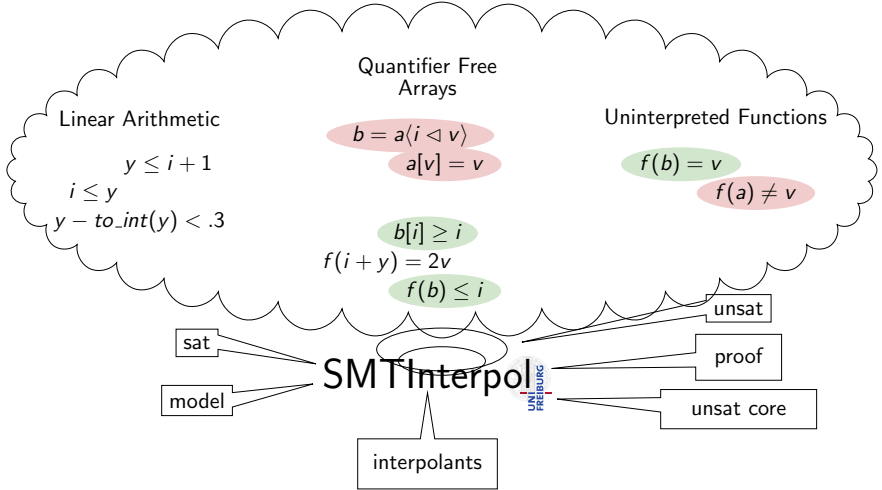 Quantifier Free
Arrays
Linear Arithmetic
Uninterpreted Functions
b = a⟨i ◁ v⟩
y ≤ i + 1
a[v] = v
f(b) = v
i ≤ y
f(a) ≠ v
y − to_int(y) < .3
b[i] ≥ i
f(i + y) = 2v
f(b) ≤ i
unsat
sat
proof
SMTInterpol
UNI
FREIBURG
model
unsat core
interpolants